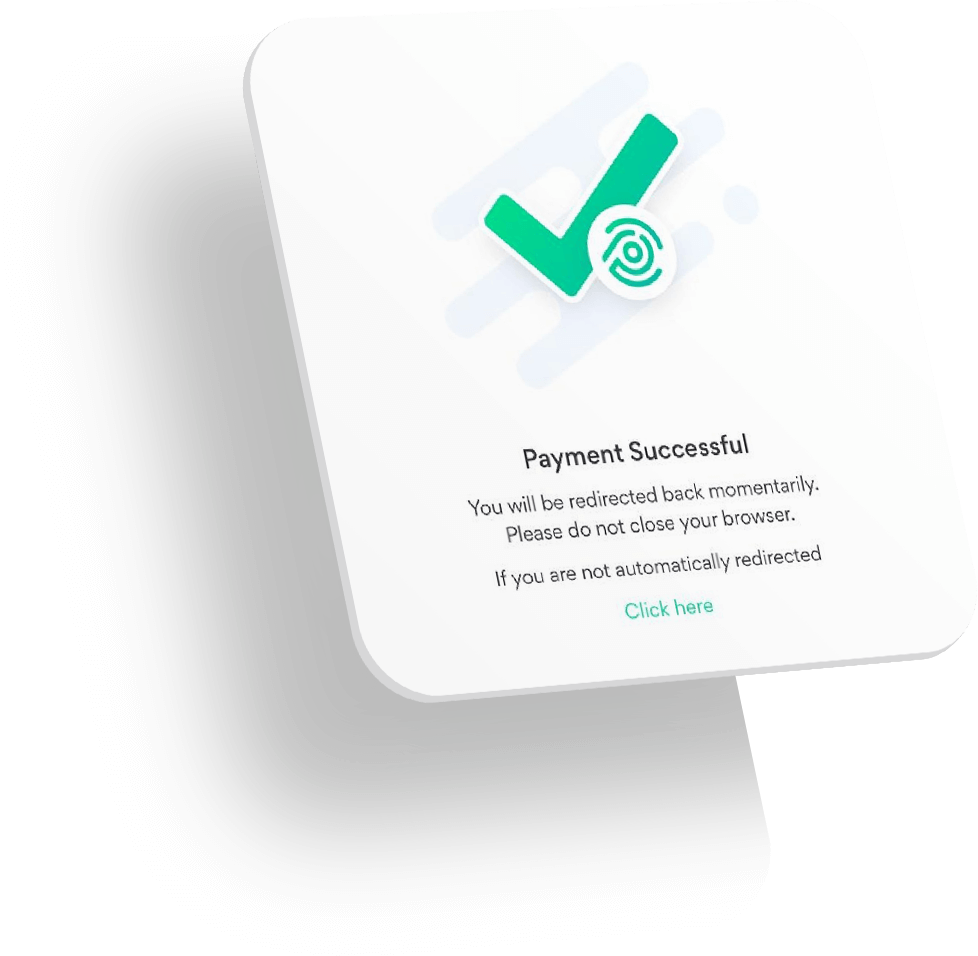 Payment Successful
You will be redirected back momentarily.
Please do not close your browser.
If you are not automatically redirected
Click here